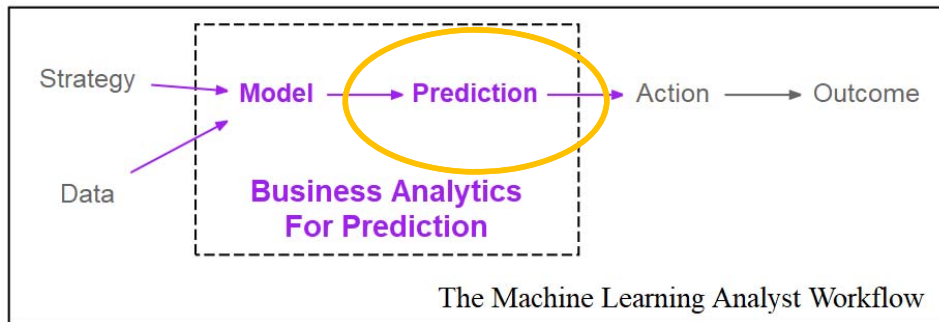 Strategy
Model
Prediction
Action
Outcome
Data
Business Analytics
For Prediction
The Machine Learning Analyst Workflow